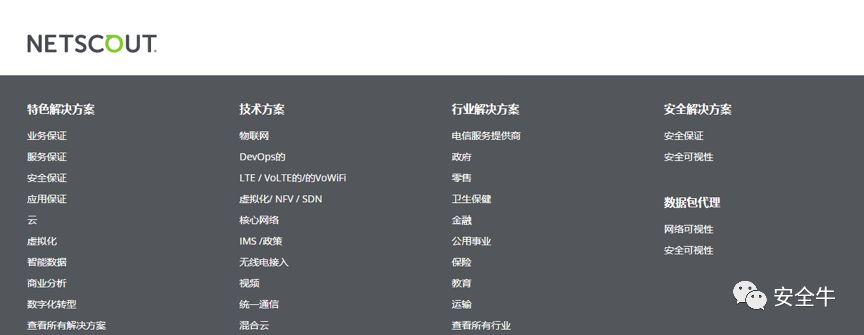 NETSCOUT.
特色解决方案
业务保证
服务保证
安全保证
应用保证
云
虚拟化
智能数据
商业分析
数字化转型
查看所有解决方案
技术方案
物联网
DevOps的
LTE / VoLTE的/的VoWiFi
虚拟化/ NFV / SDN
核心网络
IMS /政策
无线电接入
视频
统一通信
混合云
行业解决方案
电信服务提供商
政府
零售
卫生保健
金融
公用事业
保险
教育
运输
查看所有行业
安全解决方案
安全保证
安全可视性
数据包代理
网络可视性
安全可视性
安全牛